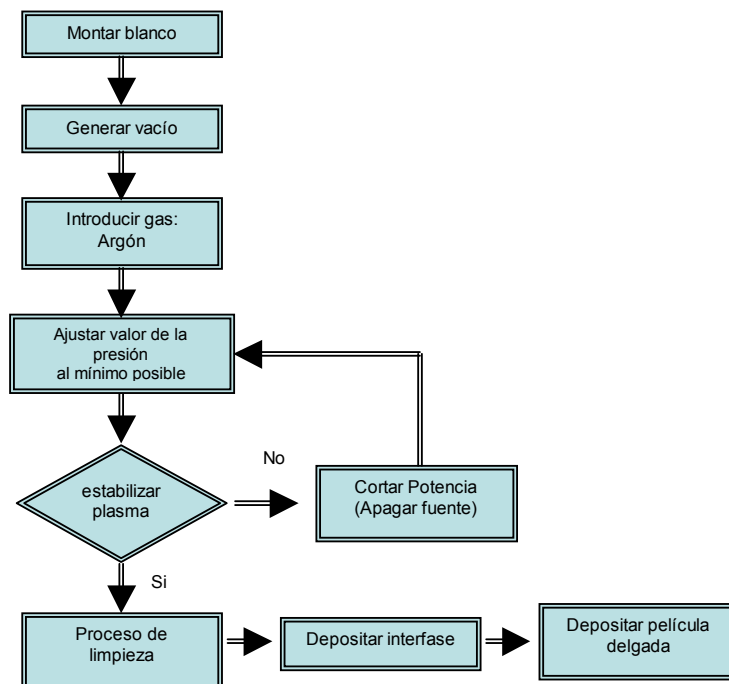 Montar blanco
Generar vacío
Introducir gas:
Argón
Ajustar valor de la
presión
al mínimo posible
estabilizar
plasma
No
Cortar Potencia
(Apagar fuente)
Si
Proceso de
limpieza
Depositar interfase
Depositar película
delgada